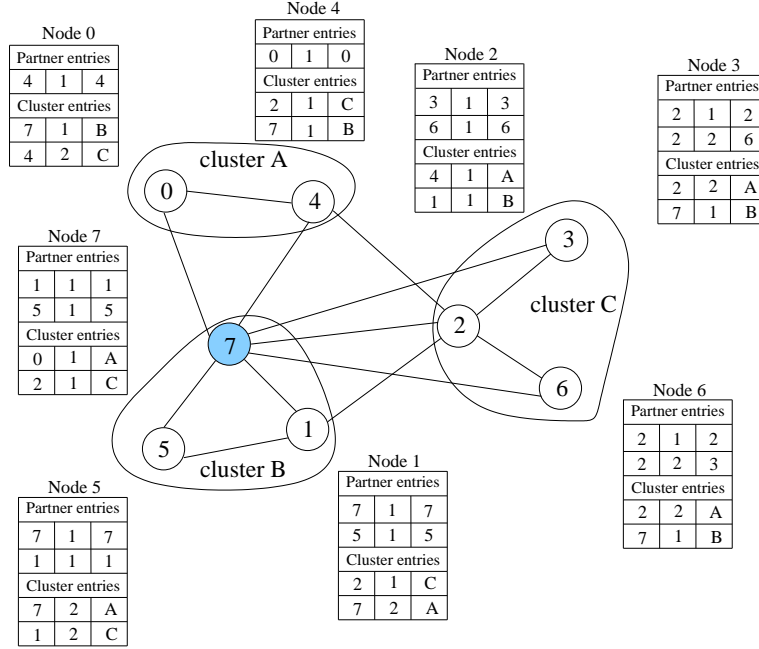 Node 0
Partner entries
4 1 4
Cluster entries
7 1 B
4 2 C
Node 4
Partner entries
0 1 0
Cluster entries
2 1 C
7 1 B
Node 2
Partner entries
3 1 3
6 1 6
Cluster entries
4 1 A
1 1 B
Node 3
Partner entries
2 1 2
2 2 6
Cluster entries
2 2 A
7 1 B
cluster A
0
4
3
cluster C
2
6
Node 7
Partner entries
1 1 1
5 1 5
Cluster entries
0 1 A
2 1 C
7
1
5
cluster B
Node 6
Partner entries
2 1 2
2 2 3
Cluster entries
2 2 A
7 1 B
Node 5
Partner entries
7 1 7
1 1 1
Cluster entries
7 2 A
1 2 C
Node 1
Partner entries
7 1 7
5 1 5
Cluster entries
2 1 C
7 2 A